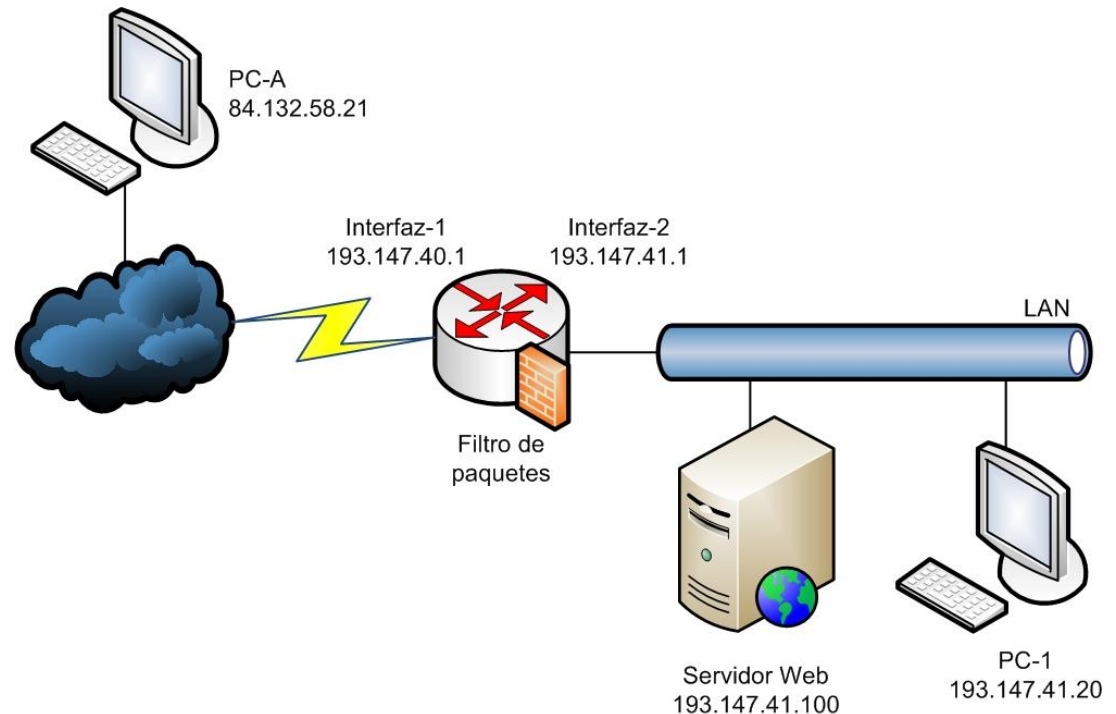 PC-A
84.132.58.21
Interfaz-1
193.147.40.1
Interfaz-2
193.147.41.1
LAN
Filtro de
paquetes
Servidor Web
193.147.41.100
PC-1
193.147.41.20